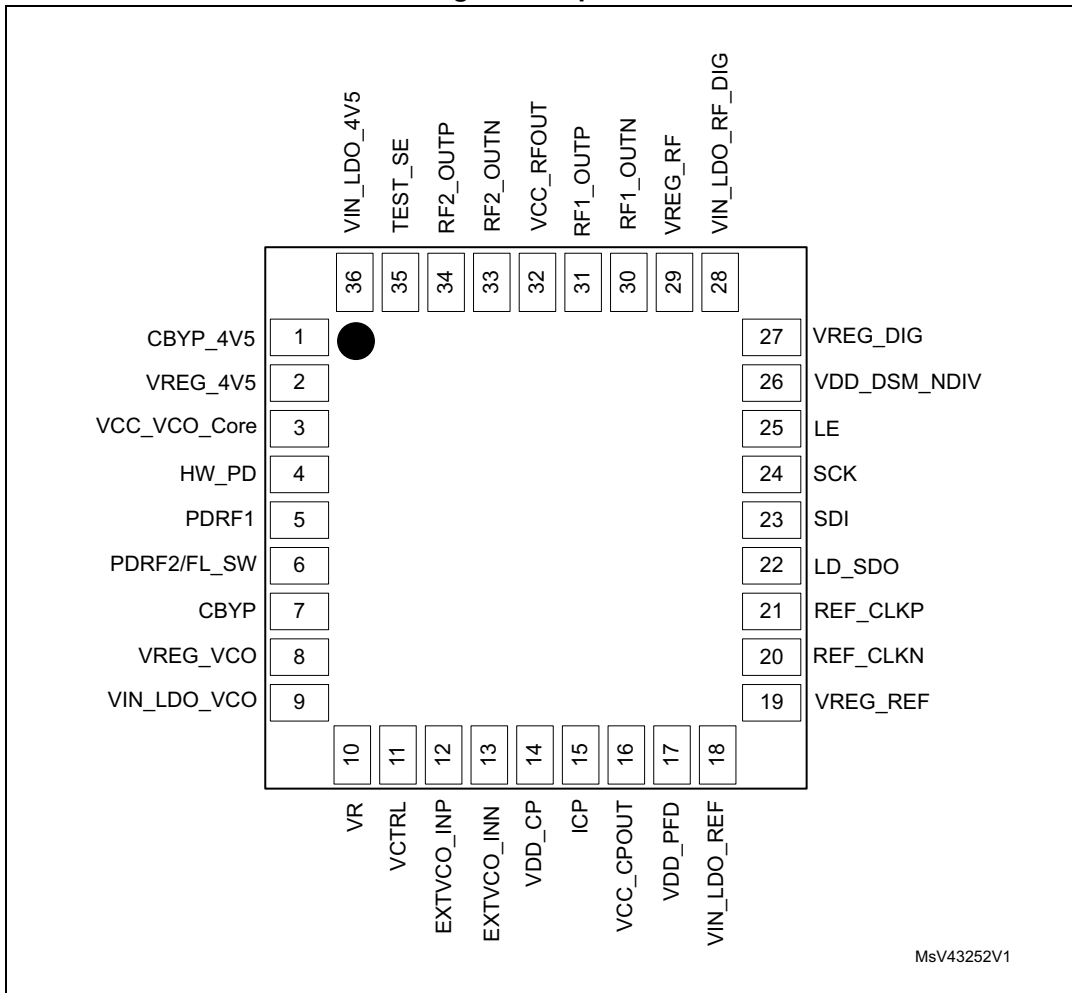 VIN_LDO_4V5
TEST_SE
RF2_OUTP
RF2_OUTN
VCC_RFOUT
RF1_OUTP
RF1_OUTN
VREG_RF
VIN_LDO_RF_DIG
36
35
34
33
32
31
30
29
28
CBYP_4V5 1
VREG_4V5 2
VCC_VCO_Core 3
HW_PD 4
PDRF1 5
PDRF2/FL_SW 6
CBYP 7
VREG_VCO 8
VIN_LDO_VCO 9
27 VREG_DIG
26 VDD_DSM_NDIV
25 LE
24 SCK
23 SDI
22 LD_SDO
21 REF_CLKP
20 REF_CLKN
19 VREG_REF
10
11
12
13
14
15
16
17
18
VR
VCTRL
EXTVCO_INP
EXTVCO_INN
VDD_CP
ICP
VCC_CPOUT
VDD_PFD
VIN_LDO_REF
MsV43252V1